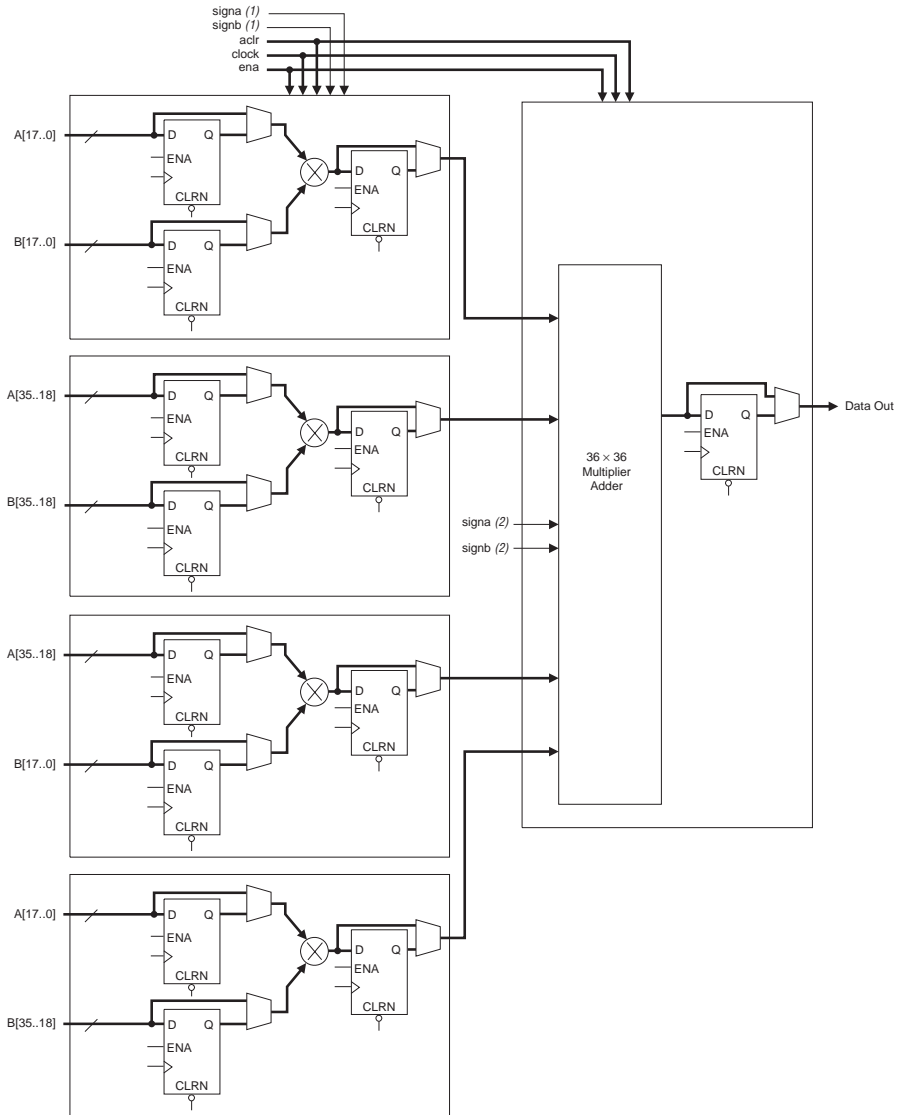 signa (1)
signb (1)
aclr
clock
ena
A[17..0]
D Q
ENA
CLRN
D Q
ENA
CLRN
B[17..0]
D Q
ENA
CLRN
A[35..18]
D Q
ENA
CLRN
D Q
ENA
CLRN
B[35..18]
D Q
ENA
CLRN
36 × 36
Multiplier
Adder
signa (2)
signb (2)
D Q
ENA
CLRN
Data Out
A[35..18]
D Q
ENA
CLRN
D Q
ENA
CLRN
B[17..0]
D Q
ENA
CLRN
A[17..0]
D Q
ENA
CLRN
D Q
ENA
CLRN
B[35..18]
D Q
ENA
CLRN